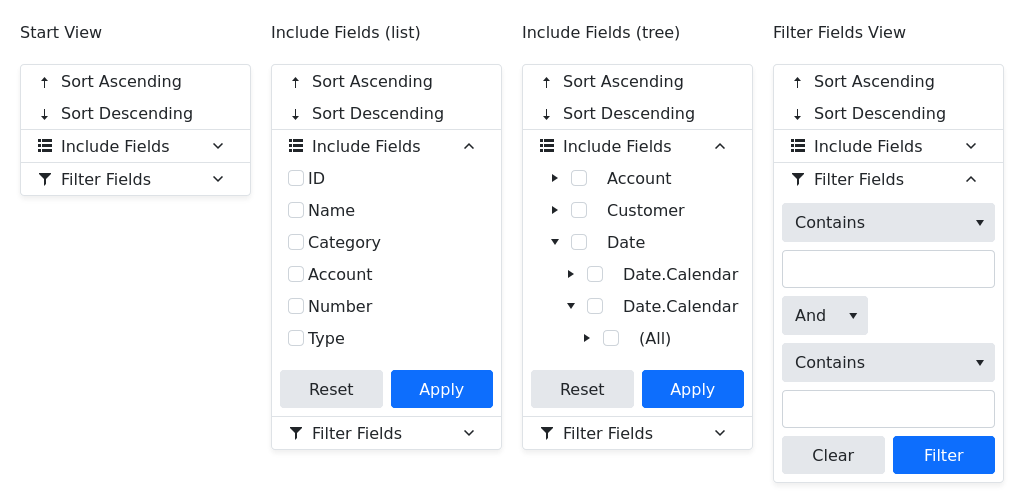 Start View
Sort Ascending
Sort Descending
Include Fields
Filter Fields
Include Fields (list)
Sort Ascending
Sort Descending
Include Fields
ID
Name
Category
Account
Number
Type
Reset Apply
Filter Fields
Include Fields (tree)
Sort Ascending
Sort Descending
Include Fields
Account
Customer
Date
Date.Calendar
Date.Calendar
(All)
Reset Apply
Filter Fields
Filter Fields View
Sort Ascending
Sort Descending
Include Fields
Filter Fields
Contains
And
Contains
Clear Filter